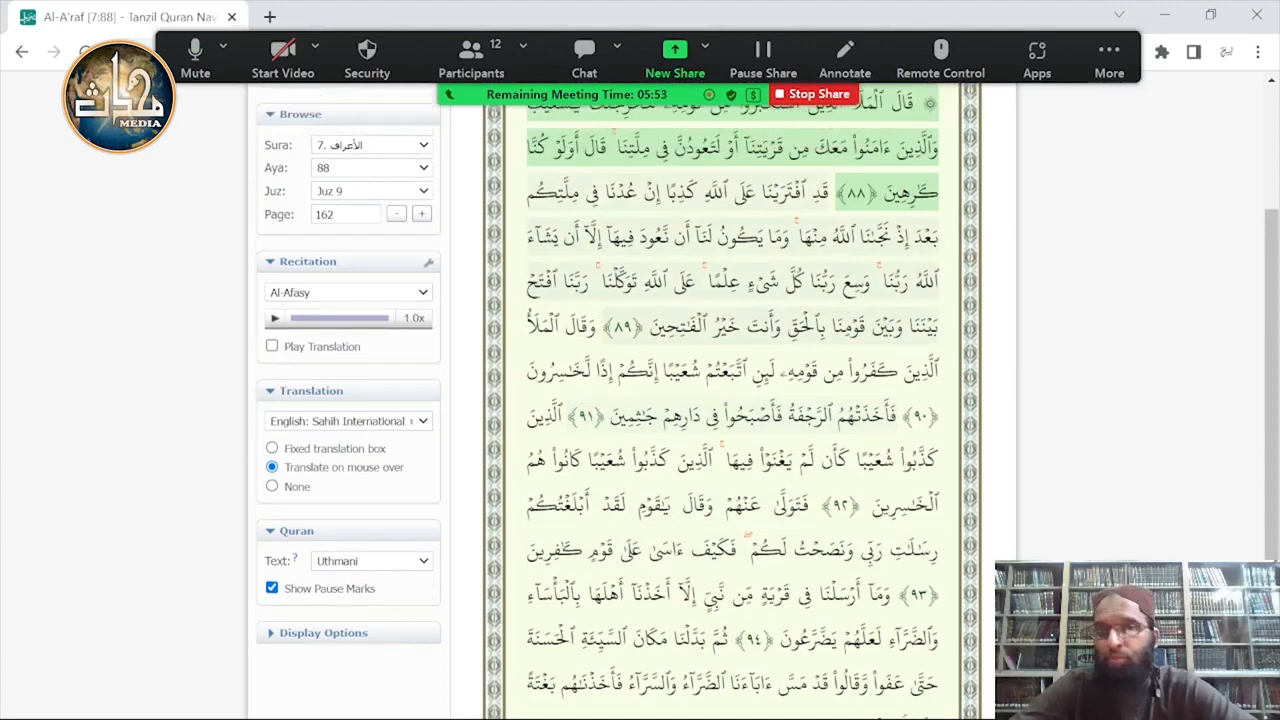 Al-A'raf [7:88] - Tanzil Quran Nav
هكاث
MEDIA
Mute
Start Video
Security
Participants
12
Chat
New Share
Pause Share
Annotate
Remote Control
Apps
More
Remaining Meeting Time: 05:53
Stop Share
Browse
Sura: 7. الأعراف
Aya: 88
Juz: Juz 9
Page: 162
- +
Recitation
Al-Afasy
1.0x
Play Translation
Translation
English: Sahih International
Fixed translation box
Translate on mouse over
None
Quran
Text:? Uthmani
Show Pause Marks
Display Options
۞ قَالَ
وَٱلَّذِينَ ءَامَنُوا۟ مَعَكَ مِن قَرْيَتِنَآ أَوْ لَتَعُودُنَّ فِى مِلَّتِنَا ۚ قَالَ أَوَلَوْ كُنَّا
كَـٰرِهِينَ ﴿٨٨﴾ قَدِ ٱفْتَرَيْنَا عَلَى ٱللَّهِ كَذِبًا إِنْ عُدْنَا فِى مِلَّتِكُم
بَعْدَ إِذْ نَجَّىٰنَا ٱللَّهُ مِنْهَا ۚ وَمَا يَكُونُ لَنَآ أَن نَّعُودَ فِيهَآ إِلَّآ أَن يَشَآءَ
ٱللَّهُ رَبُّنَا ۚ وَسِعَ رَبُّنَا كُلَّ شَىْءٍ عِلْمًا ۚ عَلَى ٱللَّهِ تَوَكَّلْنَا ۚ رَبَّنَا ٱفْتَحْ
بَيْنَنَا وَبَيْنَ قَوْمِنَا بِٱلْحَقِّ وَأَنتَ خَيْرُ ٱلْفَـٰتِحِينَ ﴿٨٩﴾ وَقَالَ ٱلْمَلَأُ
ٱلَّذِينَ كَفَرُوا۟ مِن قَوْمِهِۦ لَئِنِ ٱتَّبَعْتُمْ شُعَيْبًا إِنَّكُمْ إِذًا لَّخَـٰسِرُونَ
﴿٩٠﴾ فَأَخَذَتْهُمُ ٱلرَّجْفَةُ فَأَصْبَحُوا۟ فِى دَارِهِمْ جَـٰثِمِينَ ﴿٩١﴾ ٱلَّذِينَ
كَذَّبُوا۟ شُعَيْبًا كَأَن لَّمْ يَغْنَوْا۟ فِيهَا ۚ ٱلَّذِينَ كَذَّبُوا۟ شُعَيْبًا كَانُوا۟ هُمُ
ٱلْخَـٰسِرِينَ ﴿٩٢﴾ فَتَوَلَّىٰ عَنْهُمْ وَقَالَ يَـٰقَوْمِ لَقَدْ أَبْلَغْتُكُمْ
رِسَـٰلَـٰتِ رَبِّى وَنَصَحْتُ لَكُمْ ۖ فَكَيْفَ ءَاسَىٰ عَلَىٰ قَوْمٍ كَـٰفِرِينَ
﴿٩٣﴾ وَمَآ أَرْسَلْنَا فِى قَرْيَةٍ مِّن نَّبِىٍّ إِلَّآ أَخَذْنَآ أَهْلَهَا بِٱلْبَأْسَآءِ
وَٱلضَّرَّآءِ لَعَلَّهُمْ يَضَّرَّعُونَ ﴿٩٤﴾ ثُمَّ بَدَّلْنَا مَكَانَ ٱلسَّيِّئَةِ ٱلْحَسَنَةَ
حَتَّىٰ عَفَوا۟ وَّقَالُوا۟ قَدْ مَسَّ ءَابَآءَنَا ٱلضَّرَّآءُ وَٱلسَّرَّآءُ فَأَخَذْنَـٰهُم بَغْتَةً